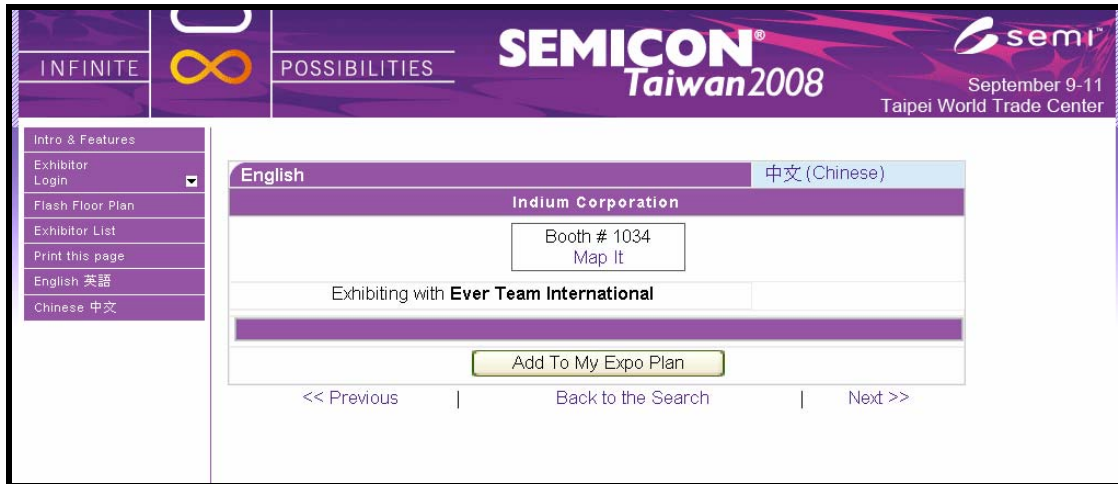 INFINITE
POSSIBILITIES
SEMICON®
Taiwan2008
semi™
September 9-11
Taipei World Trade Center
Intro & Features
Exhibitor
Login
Flash Floor Plan
Exhibitor List
Print this page
English 英語
Chinese 中文
English
中文 (Chinese)
Indium Corporation
Booth # 1034
Map It
Exhibiting with Ever Team International
Add To My Expo Plan
<< Previous | Back to the Search | Next >>